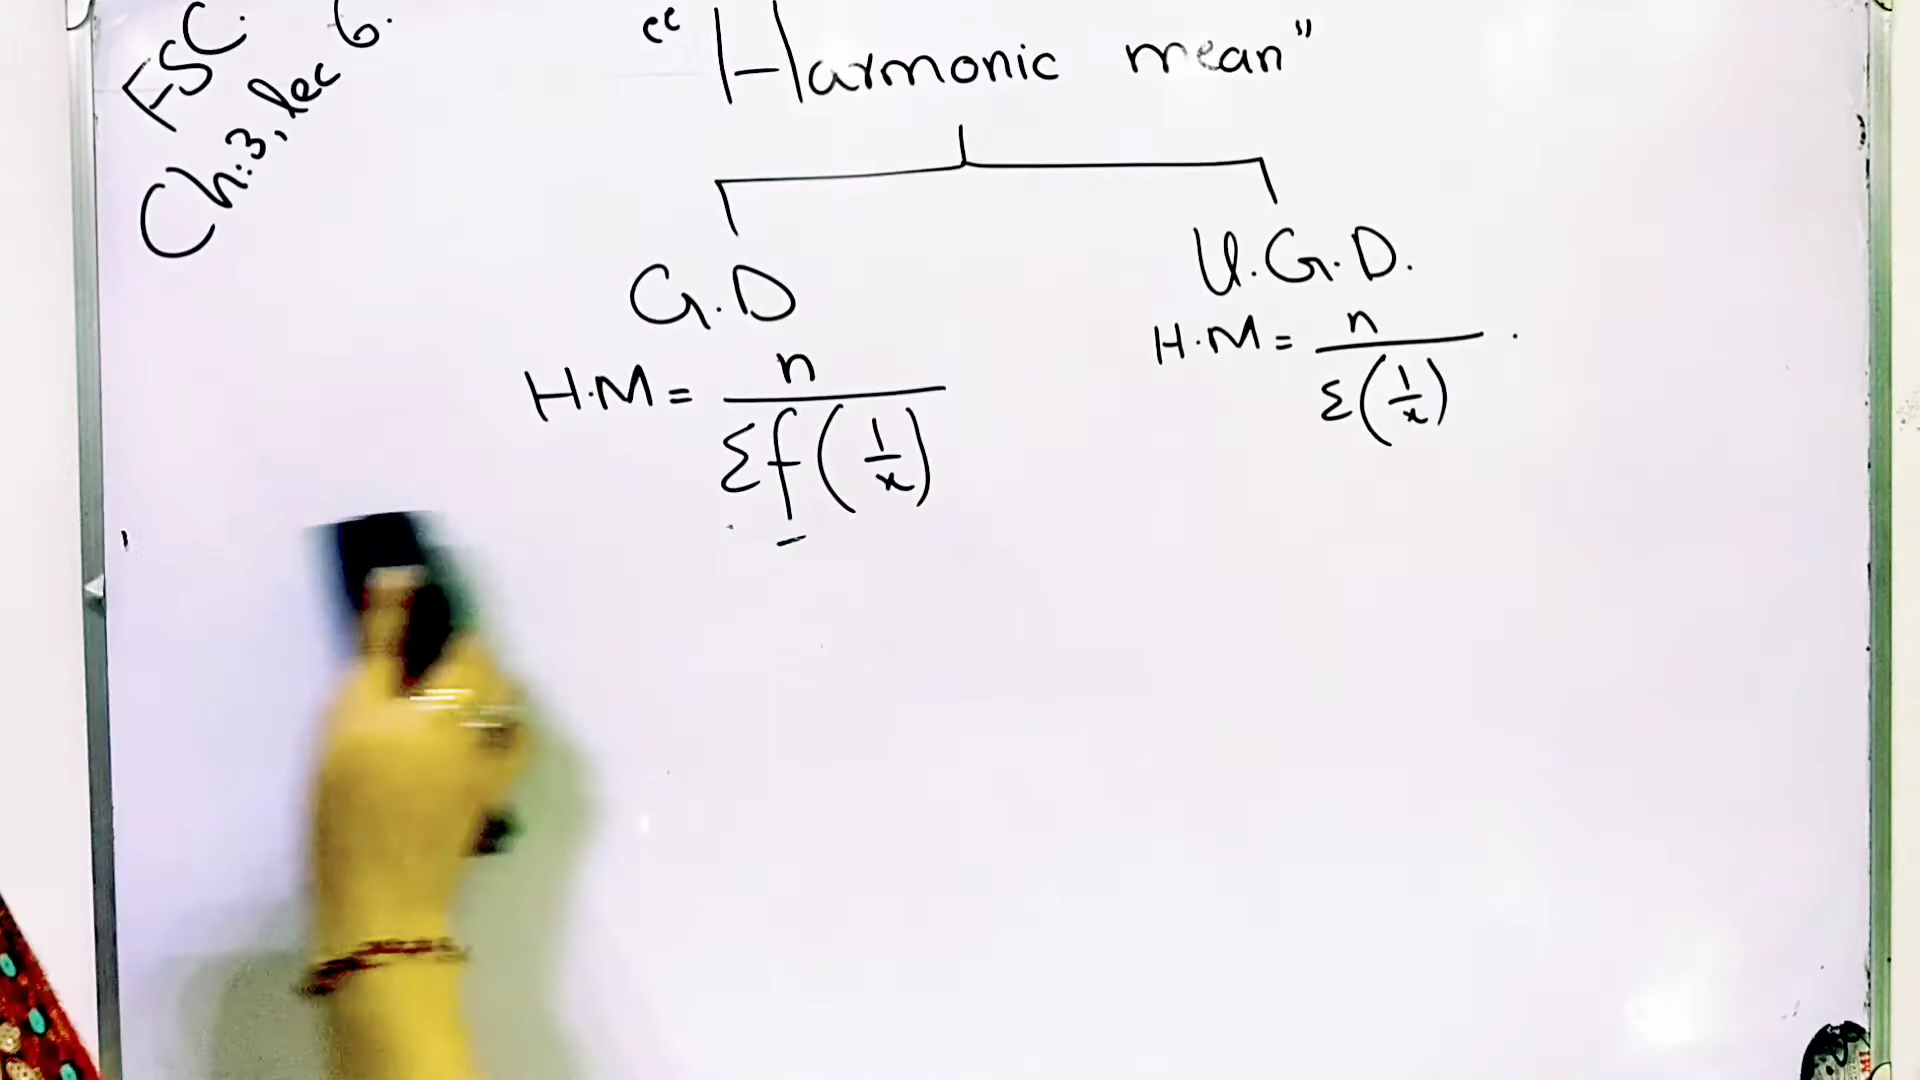 FSC.
Ch:3, lec 6.
"Harmonic mean"
G.D
H.M = n / Σf(1/x)
U.G.D.
H.M = n / Σ(1/x)